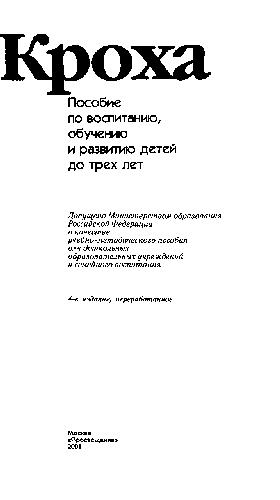 Кроха
Пособие
по воспитанию,
обучению
и развитию детей
до трех лет
Допущено Министерством образования
Российской Федерации
в качестве
учебно-методического пособия
для дошкольных
образовательных учреждений
и семейного воспитания
4-е издание, переработанное
Москва
«Просвещение»